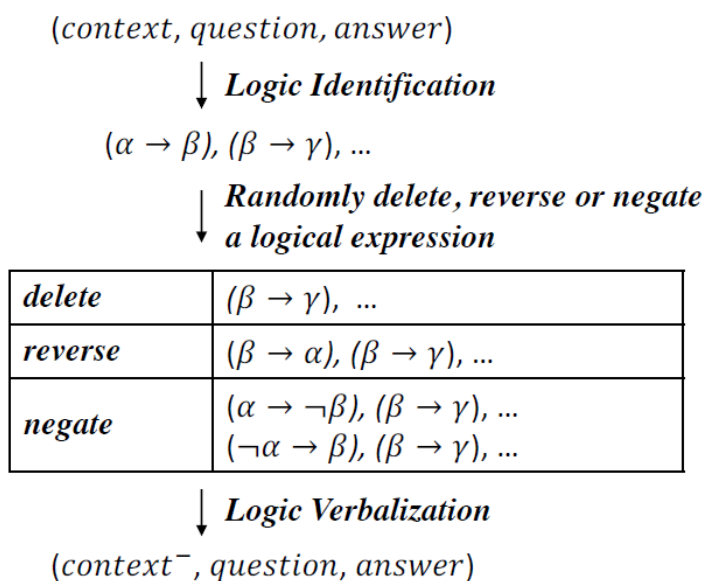 (context, question, answer)
Logic Identification
(α → β), (β → γ), ...
Randomly delete, reverse or negate
a logical expression
delete (β → γ), ...
reverse (β → α), (β → γ), ...
negate (α → ¬β), (β → γ), ...
(¬α → β), (β → γ), ...
Logic Verbalization
(context⁻, question, answer)